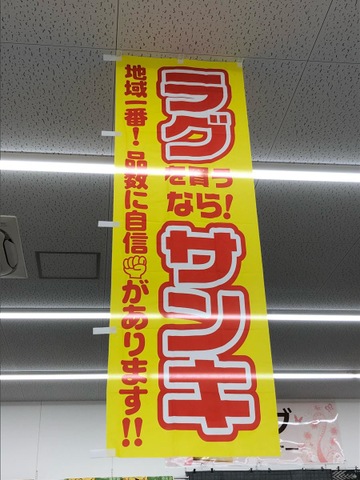 ラグ
を買う
なら!
サンキ
地域一番!品数に自信✊があります!!
グ